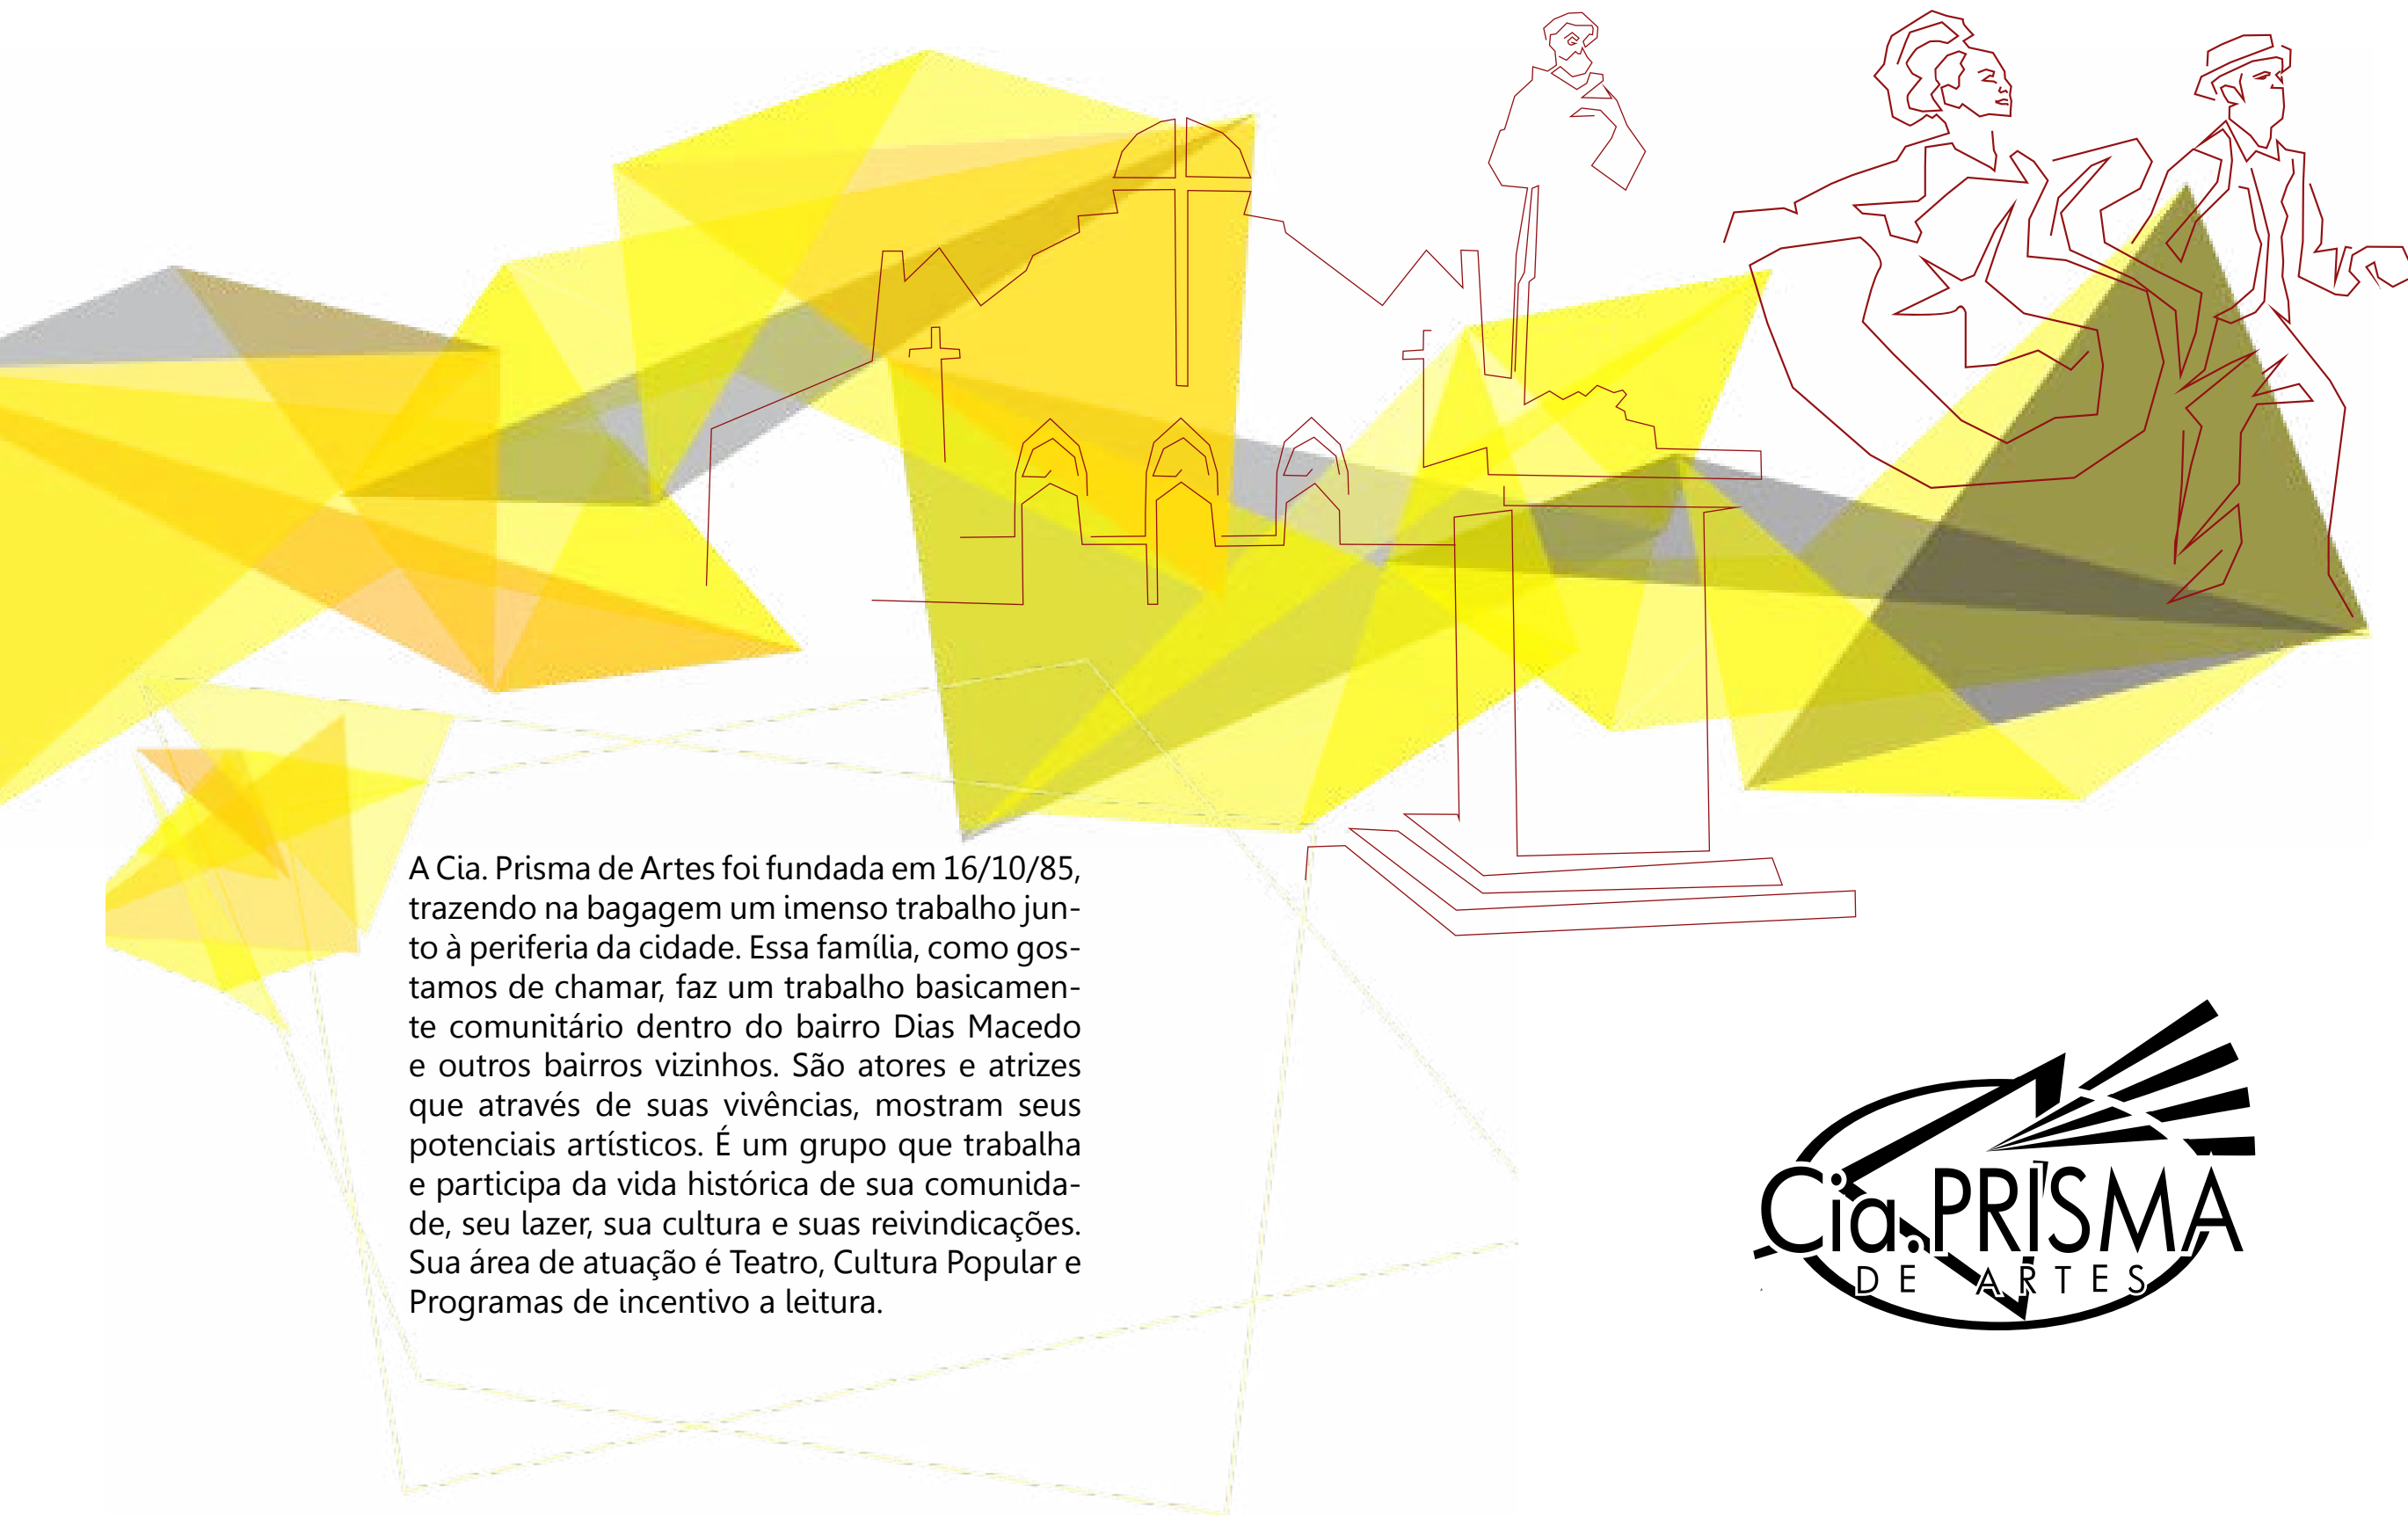 A Cia. Prisma de Artes foi fundada em 16/10/85,
trazendo na bagagem um imenso trabalho jun-
to à periferia da cidade. Essa família, como gos-
tamos de chamar, faz um trabalho basicamen-
te comunitário dentro do bairro Dias Macedo
e outros bairros vizinhos. São atores e atrizes
que através de suas vivências, mostram seus
potenciais artísticos. É um grupo que trabalha
e participa da vida histórica de sua comunida-
de, seu lazer, sua cultura e suas reivindicações.
Sua área de atuação é Teatro, Cultura Popular e
Programas de incentivo a leitura.
Cia. PRISMA
DE ARTES